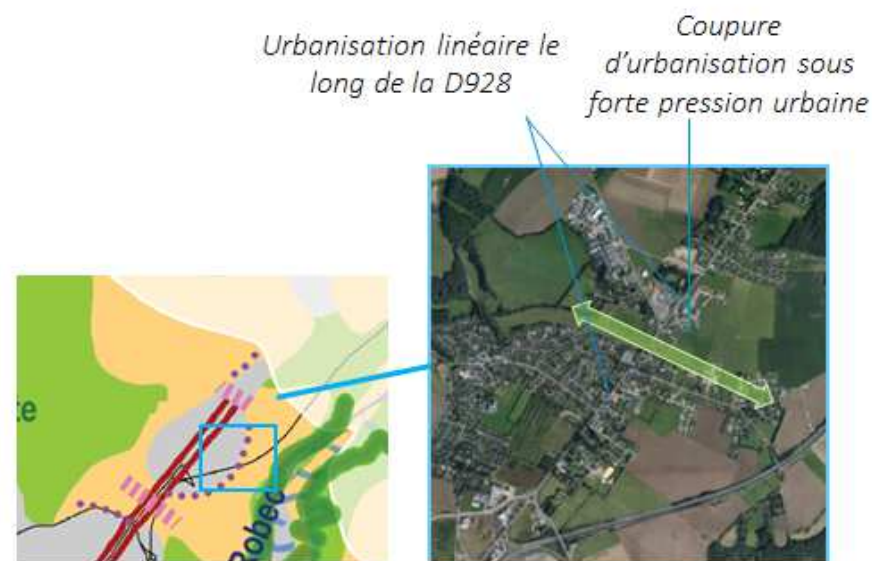 Urbanisation linéaire le
long de la D928
Coupure
d'urbanisation sous
forte pression urbaine
te
Robec